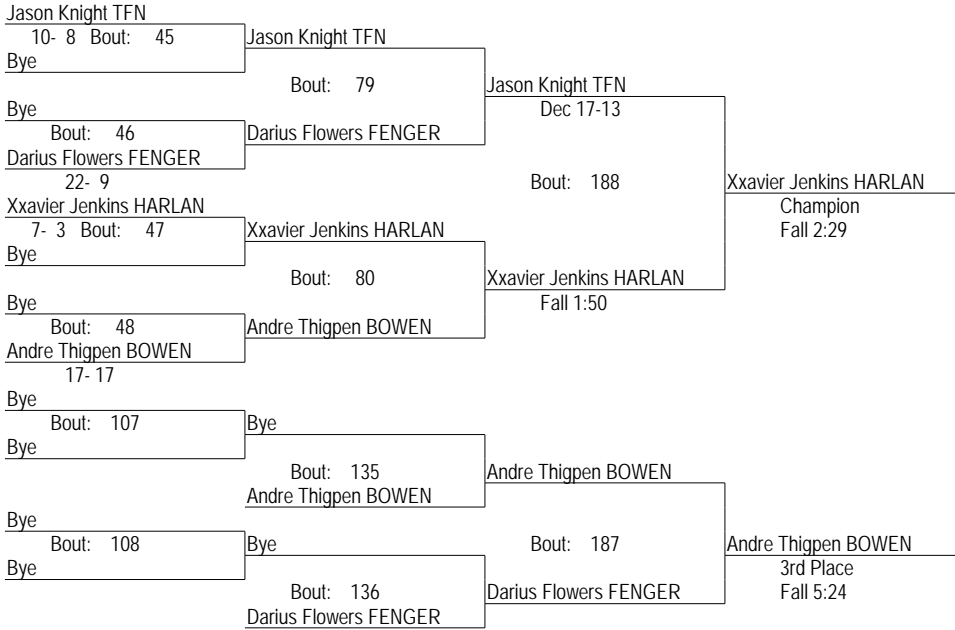 Jason Knight TFN
10- 8 Bout: 45
Jason Knight TFN
Bye
Bout: 79
Jason Knight TFN
Bye
Dec 17-13
Bout: 46
Darius Flowers FENGER
Darius Flowers FENGER
22- 9
Bout: 188
Xxavier Jenkins HARLAN
Xxavier Jenkins HARLAN
Champion
7- 3 Bout: 47
Xxavier Jenkins HARLAN
Fall 2:29
Bye
Bout: 80
Xxavier Jenkins HARLAN
Bye
Fall 1:50
Bout: 48
Andre Thigpen BOWEN
Andre Thigpen BOWEN
17- 17
Bye
Bout: 107
Bye
Bye
Bout: 135
Andre Thigpen BOWEN
Andre Thigpen BOWEN
Bye
Bout: 108
Bye
Bout: 187
Andre Thigpen BOWEN
Bye
3rd Place
Bout: 136
Darius Flowers FENGER
Fall 5:24
Darius Flowers FENGER